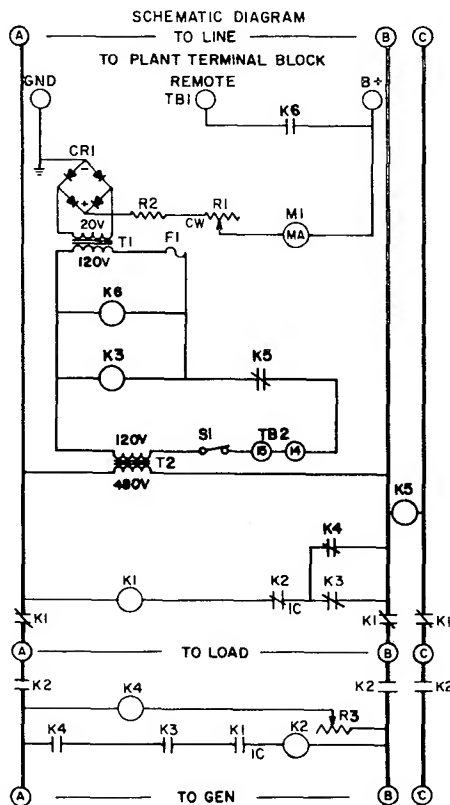 SCHEMATIC DIAGRAM
A TO LINE B C
TO PLANT TERMINAL BLOCK
GND REMOTE B+
TB1
K6
CR1
-
+
R2 R1
CW M1
MA
20V
T1 F1
120V
K6
K3 K5
120V S1 TB2
15 14
T2
480V
K5
K4
K1 K2 K3
IC
K1 K1 K1
A TO LOAD B C
K2 K2 K2
K4
R3
K4 K3 K1 K2
IC
A TO GEN B C